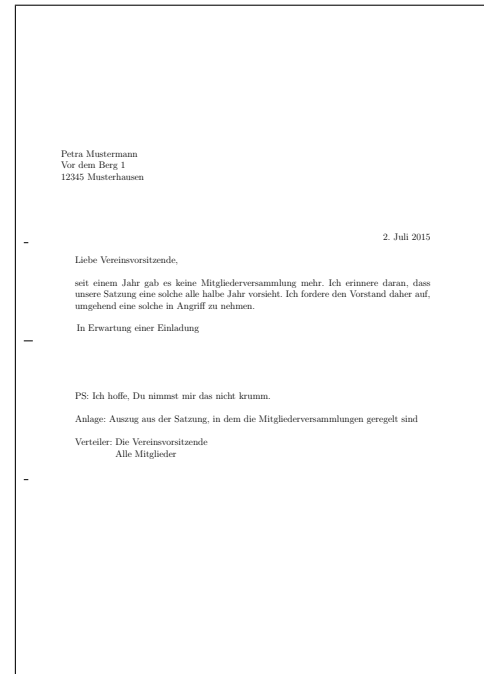 Petra Mustermann
Vor dem Berg 1
12345 Musterhausen
2. Juli 2015
Liebe Vereinsvorsitzende,
seit einem Jahr gab es keine Mitgliederversammlung mehr. Ich erinnere daran, dass
unsere Satzung eine solche alle halbe Jahr vorsieht. Ich fordere den Vorstand daher auf,
umgehend eine solche in Angriff zu nehmen.
In Erwartung einer Einladung
PS: Ich hoffe, Du nimmst mir das nicht krumm.
Anlage: Auszug aus der Satzung, in dem die Mitgliederversammlungen geregelt sind
Verteiler: Die Vereinsvorsitzende
Alle Mitglieder